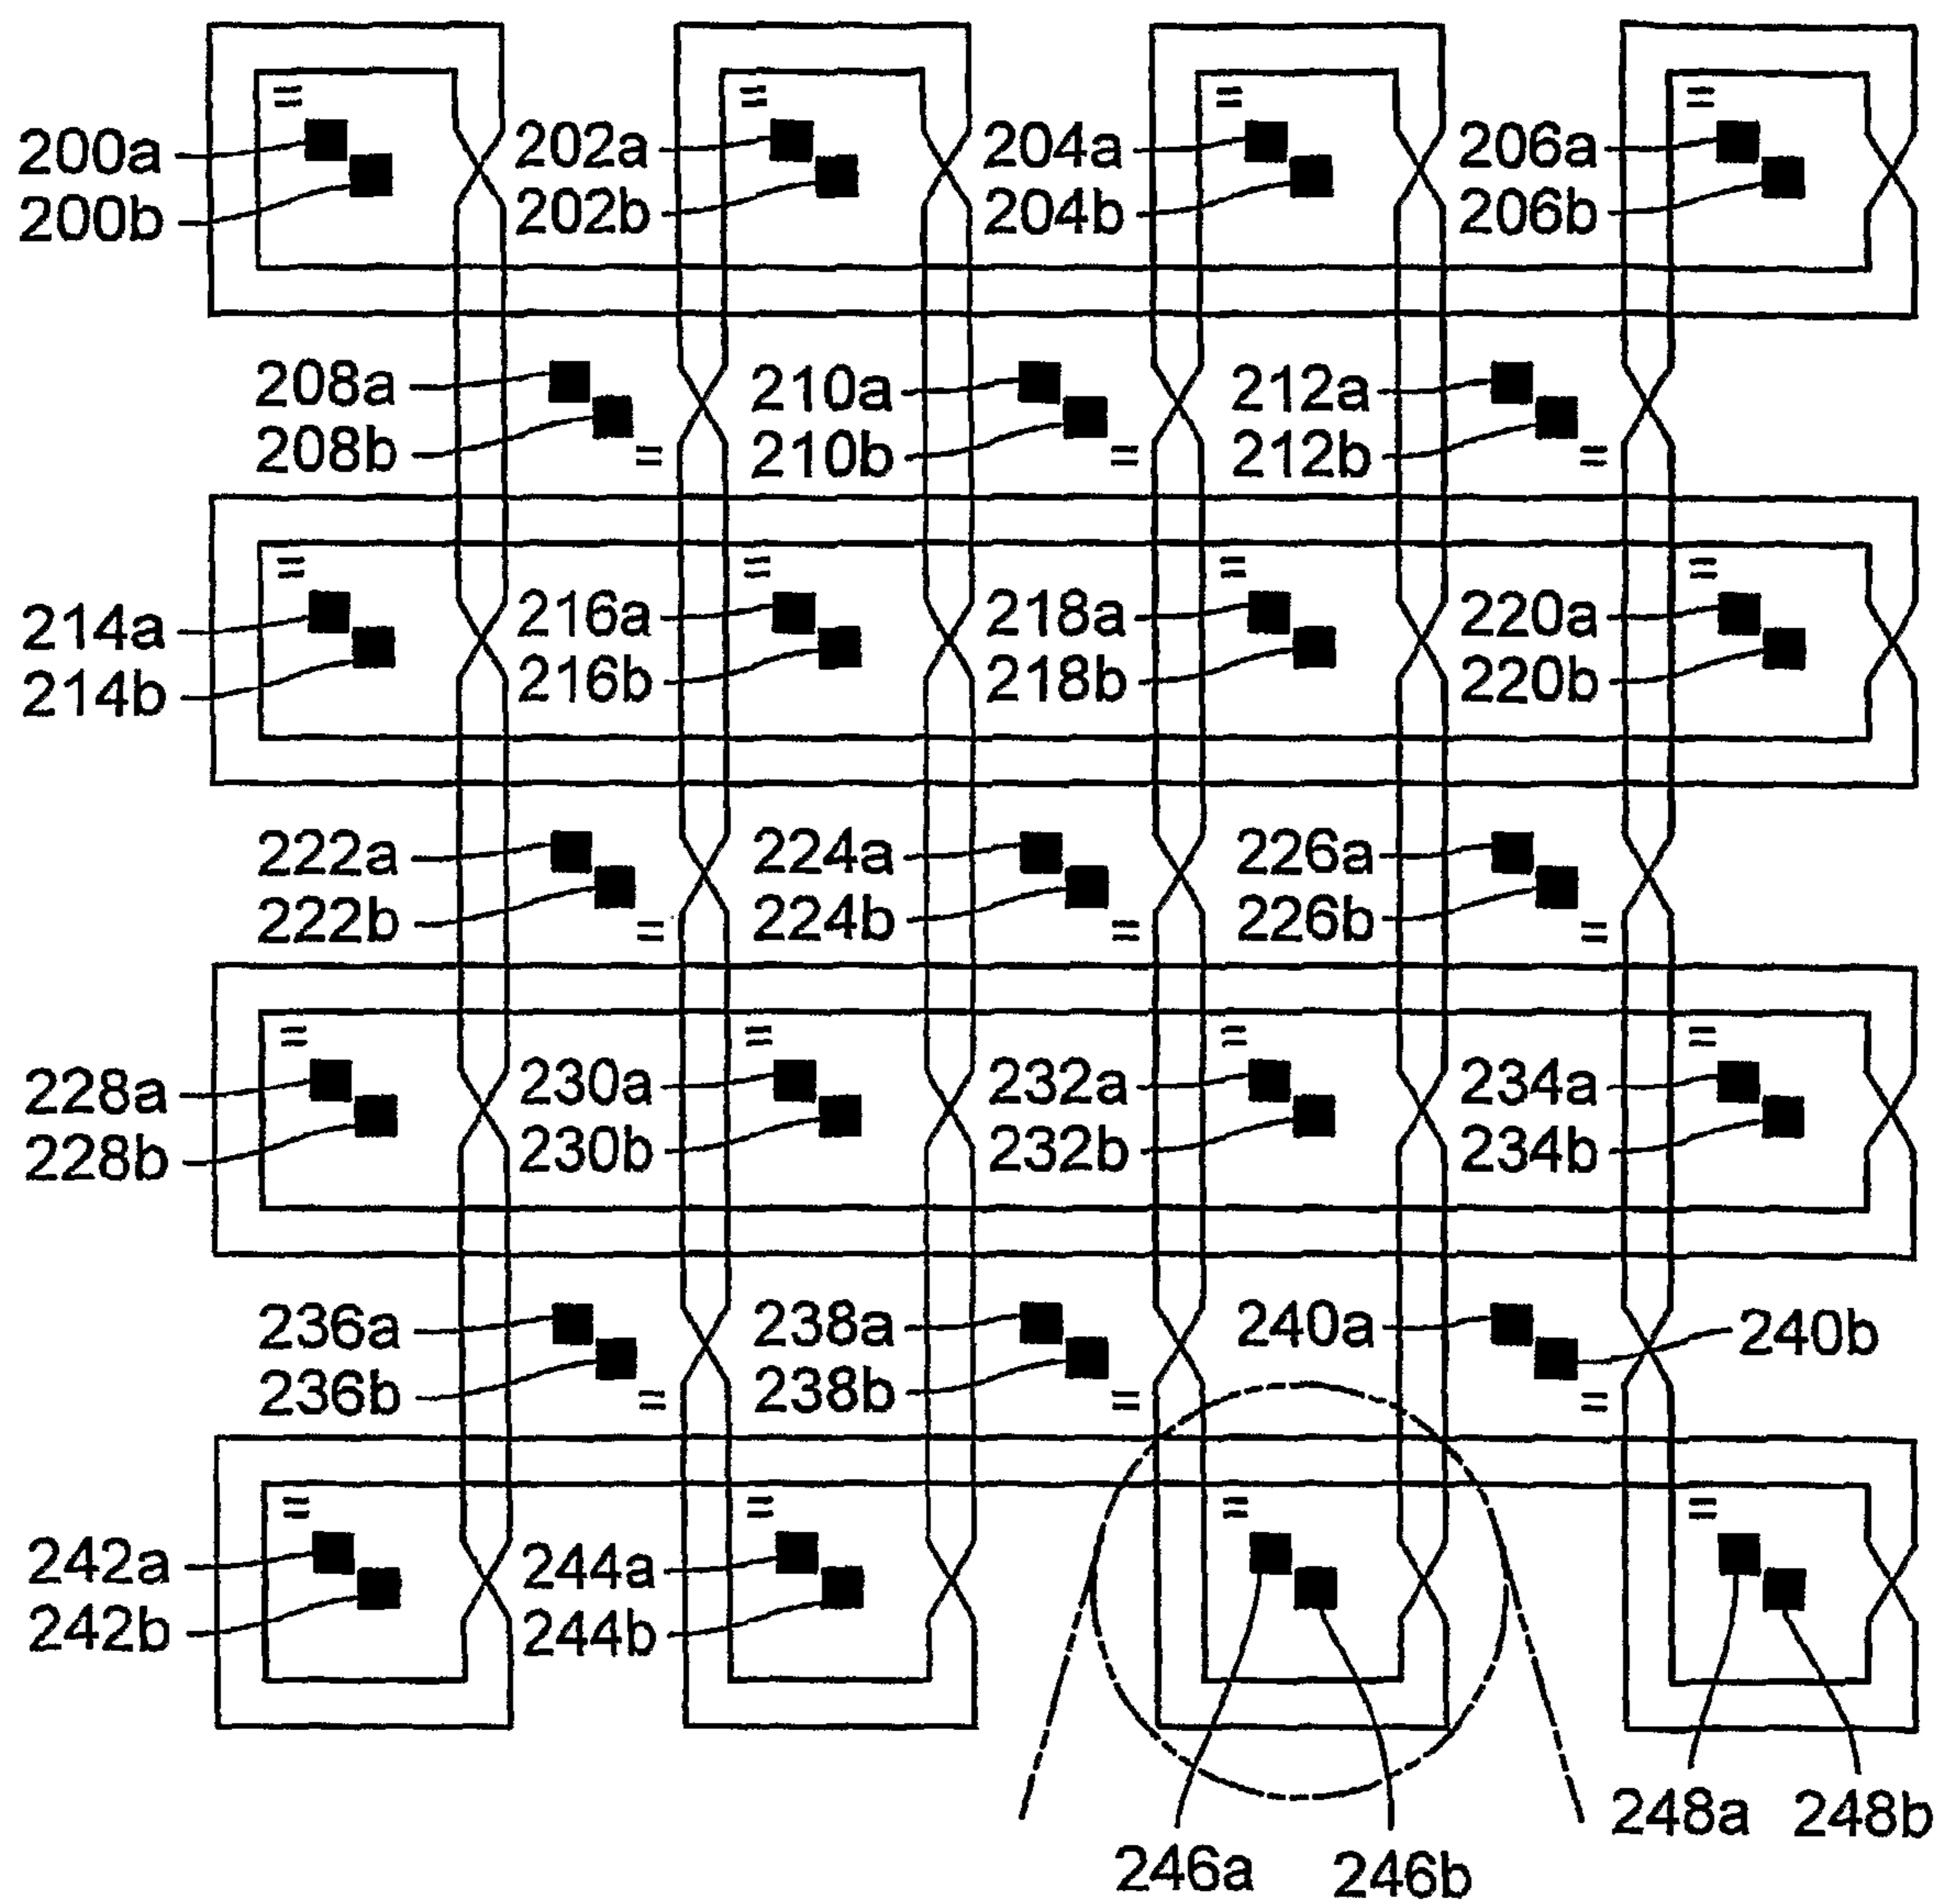 200a 202a 204a 206a
200b 202b 204b 206b
208a 210a 212a
208b 210b 212b
214a 216a 218a 220a
214b 216b 218b 220b
222a 224a 226a
222b 224b 226b
228a 230a 232a 234a
228b 230b 232b 234b
236a 238a 240a 240b
236b 238b
242a 244a
242b 244b
248a 248b
246a 246b